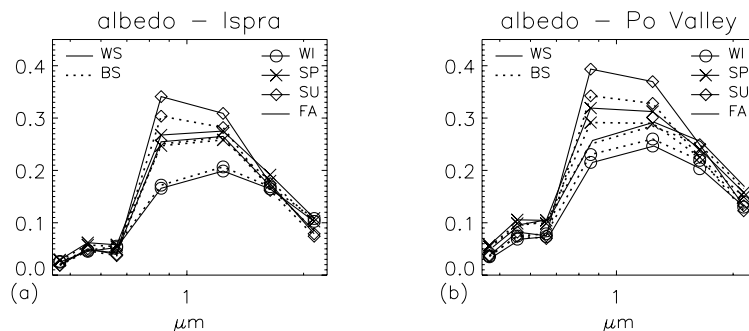 albedo – Ispra
WS
BS
WI
SP
SU
FA
0.4
0.3
0.2
0.1
0.0
(a)
1
μm
albedo – Po Valley
WS
BS
WI
SP
SU
FA
0.4
0.3
0.2
0.1
0.0
(b)
1
μm